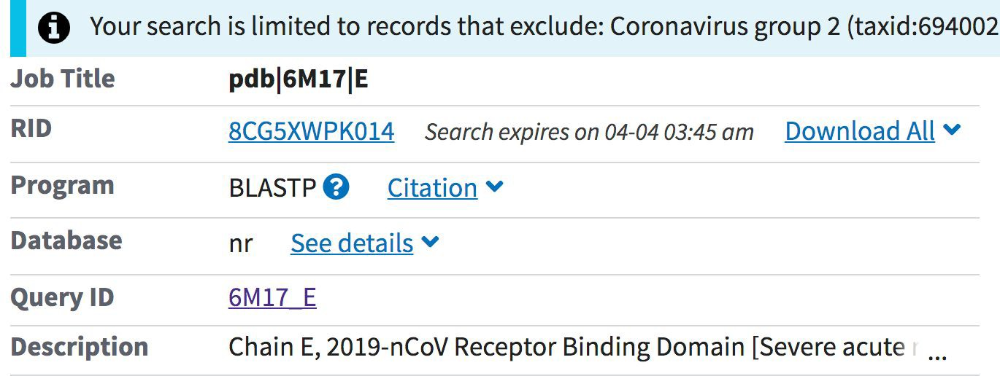 Your search is limited to records that exclude: Coronavirus group 2 (taxid:694002
Job Title pdb|6M17|E
RID 8CG5XWPK014 Search expires on 04-04 03:45 am Download All
Program BLASTP Citation
Database nr See details
Query ID 6M17_E
Description Chain E, 2019-nCoV Receptor Binding Domain [Severe acute ...